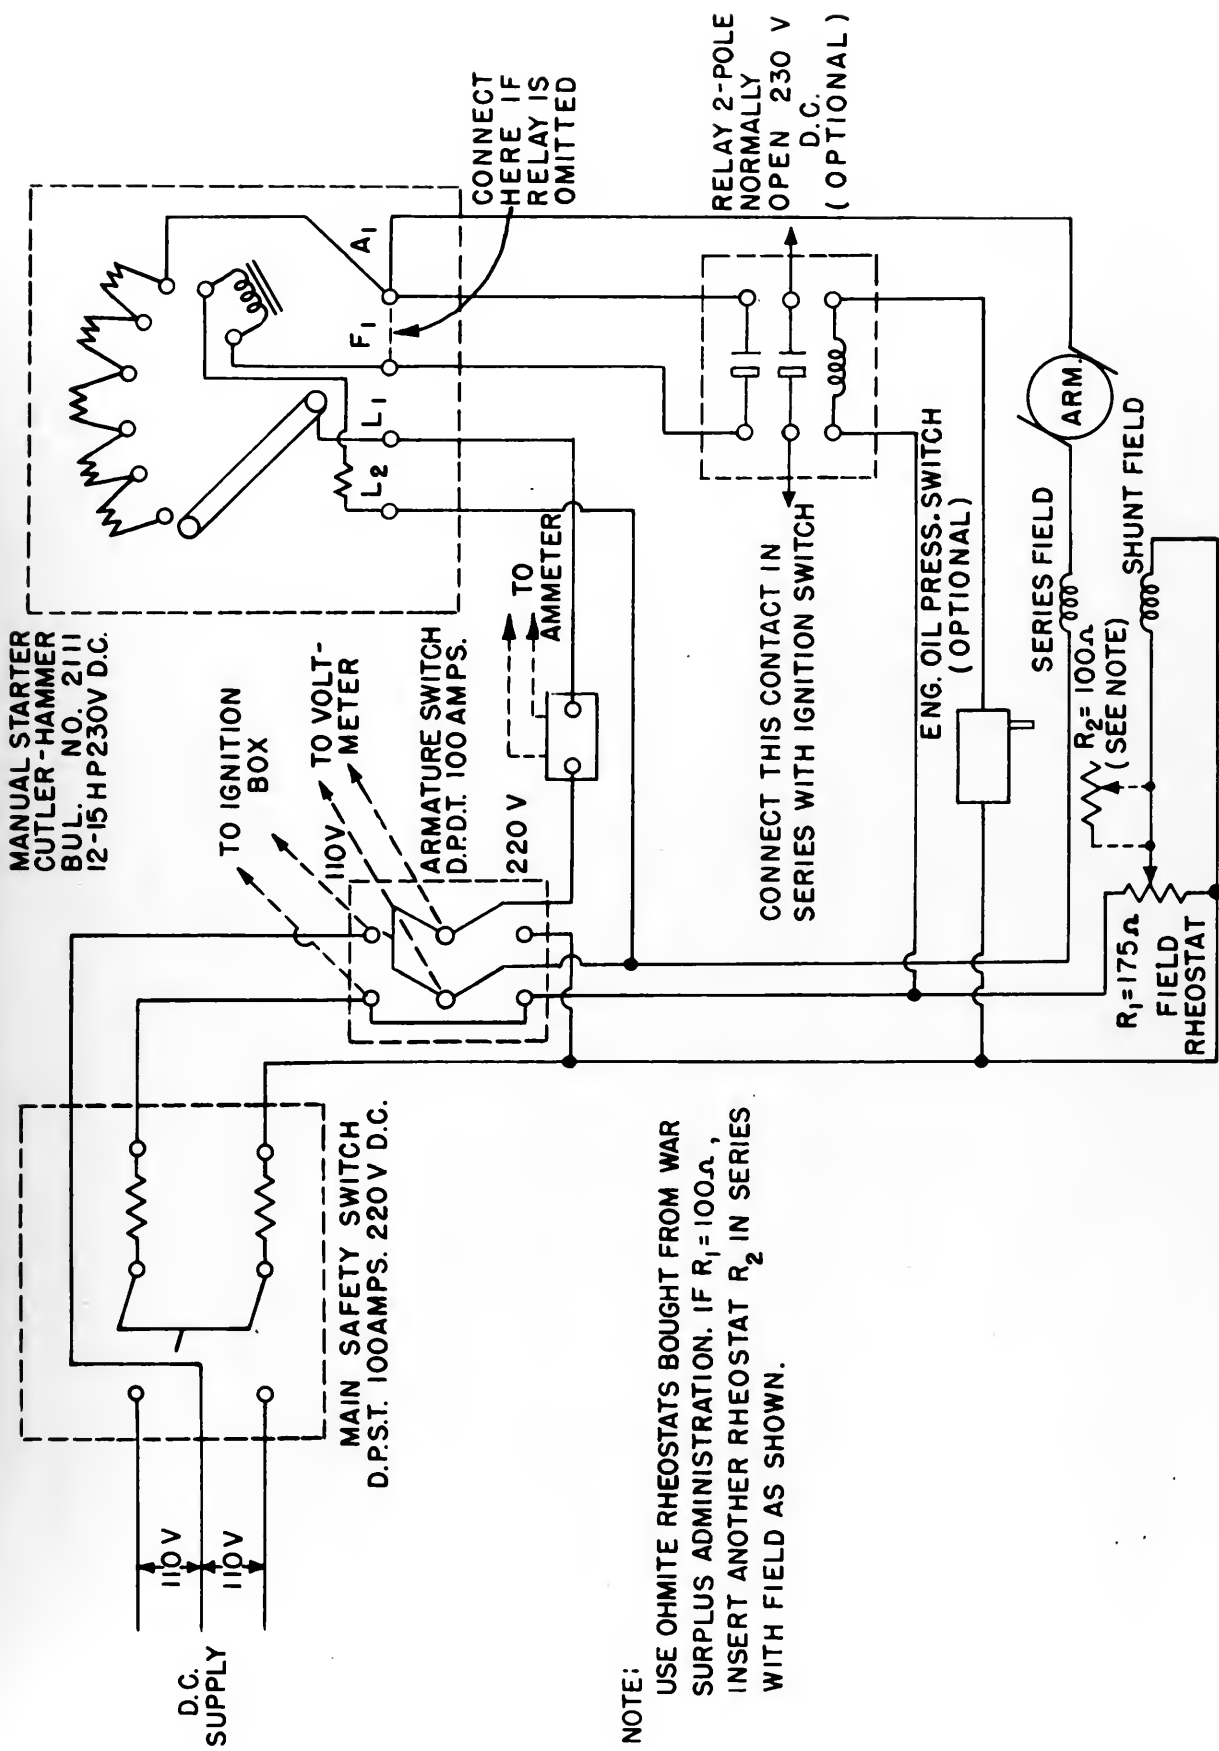 MANUAL STARTER
CUTLER-HAMMER
BUL. NO. 2111
12-15 HP 230V D.C.
A1
F1
L1
L2
CONNECT
HERE IF
RELAY IS
OMITTED
TO IGNITION
BOX
TO VOLT-
METER
110V
ARMATURE SWITCH
D.P.D.T. 100 AMPS.
220 V
TO
AMMETER
RELAY 2-POLE
NORMALLY
OPEN 230 V
D.C.
(OPTIONAL)
CONNECT THIS CONTACT IN
SERIES WITH IGNITION SWITCH
ENG. OIL PRESS. SWITCH
(OPTIONAL)
ARM.
SERIES FIELD
SHUNT FIELD
R2=100Ω
(SEE NOTE)
R1=175Ω
FIELD
RHEOSTAT
MAIN SAFETY SWITCH
D.P.S.T. 100AMPS. 220V D.C.
110V
110V
D.C.
SUPPLY
NOTE:
USE OHMITE RHEOSTATS BOUGHT FROM WAR
SURPLUS ADMINISTRATION. IF R1=100Ω,
INSERT ANOTHER RHEOSTAT R2 IN SERIES
WITH FIELD AS SHOWN.